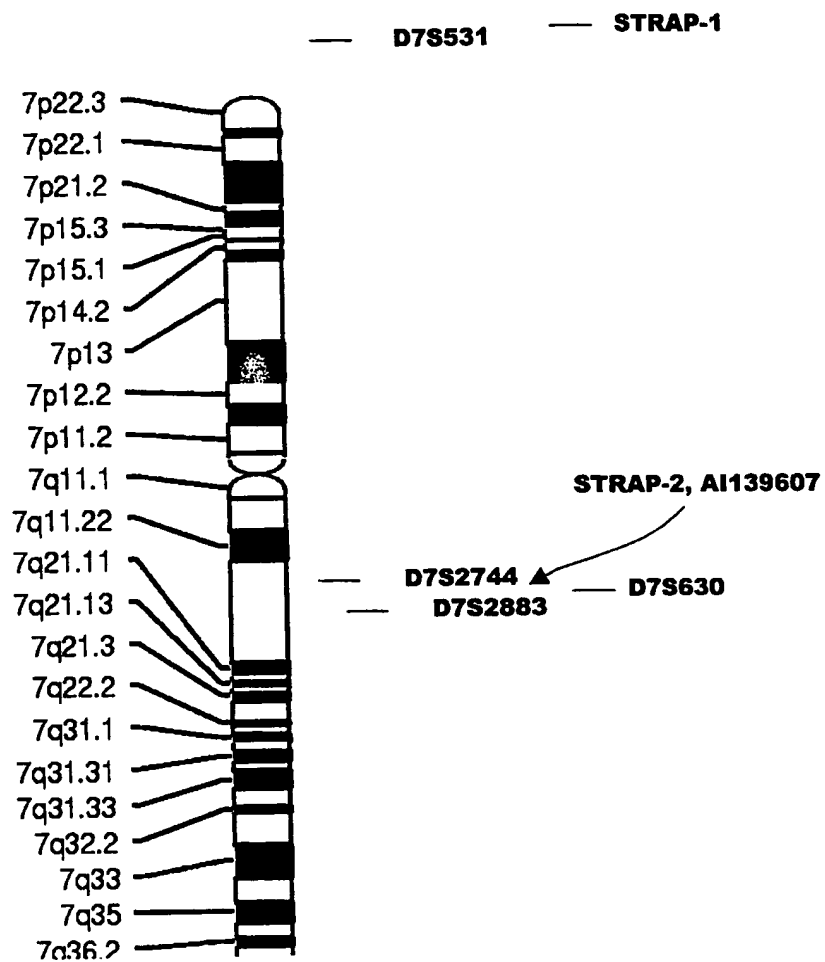 STRAP-1
D7S531
7p22.3
7p22.1
7p21.2
7p15.3
7p15.1
7p14.2
7p13
7p12.2
7p11.2
7q11.1
STRAP-2, AI139607
7q11.22
7q21.11
D7S2744
D7S630
7q21.13
D7S2883
7q21.3
7q22.2
7q31.1
7q31.31
7q31.33
7q32.2
7q33
7q35
7q36.2